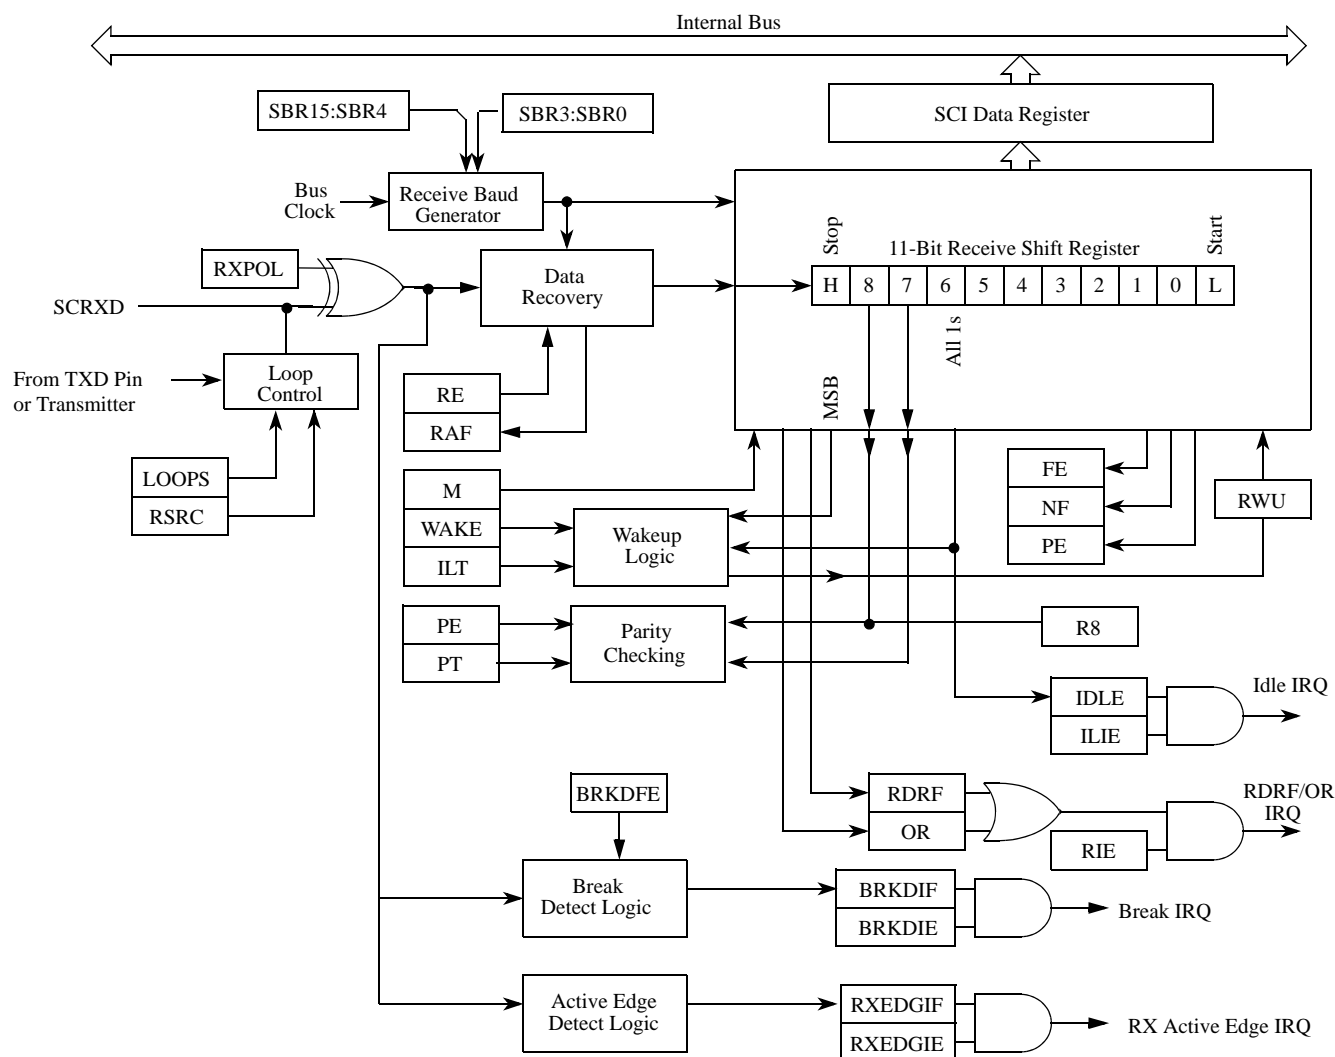 Internal Bus
SBR15:SBR4
SBR3:SBR0
SCI Data Register
Bus
Clock
Receive Baud
Generator
Stop
11-Bit Receive Shift Register
Start
RXPOL
Data
Recovery
H 8 7 6 5 4 3 2 1 0 L
SCRXD
All 1s
From TXD Pin
or Transmitter
Loop
Control
MSB
RE
RAF
LOOPS
RSRC
M
WAKE
ILT
Wakeup
Logic
FE
NF
PE
RWU
PE
PT
Parity
Checking
R8
IDLE
ILIE
Idle IRQ
BRKDFE
RDRF
OR
RIE
RDRF/OR
IRQ
Break
Detect Logic
BRKDIF
BRKDIE
Break IRQ
Active Edge
Detect Logic
RXEDGIF
RXEDGIE
RX Active Edge IRQ